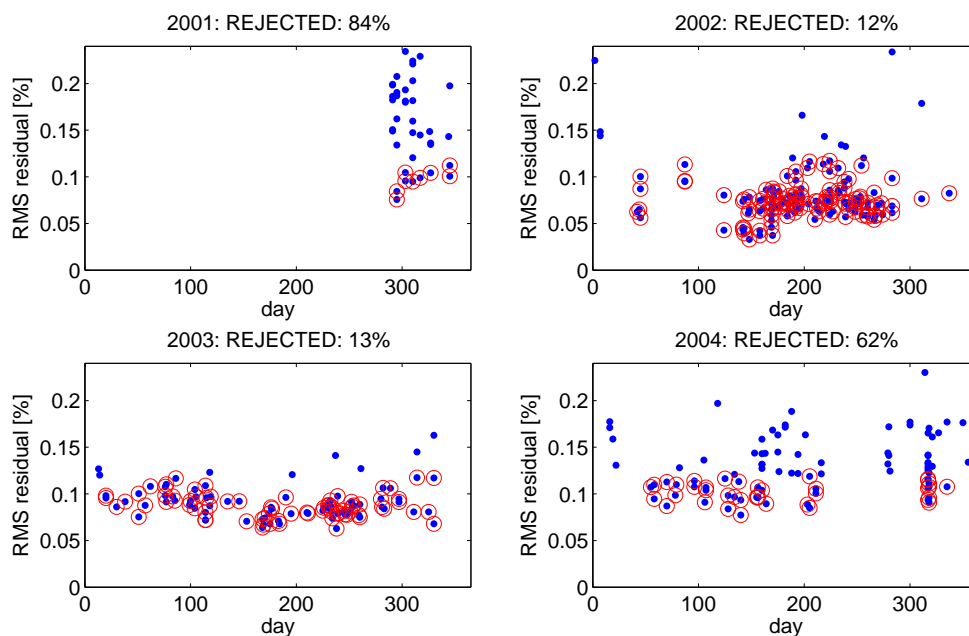 2001: REJECTED: 84%
RMS residual [%]
0.2
0.15
0.1
0.05
0
0 100 200 300
day
2002: REJECTED: 12%
RMS residual [%]
0.2
0.15
0.1
0.05
0
0 100 200 300
day
2003: REJECTED: 13%
RMS residual [%]
0.2
0.15
0.1
0.05
0
0 100 200 300
day
2004: REJECTED: 62%
RMS residual [%]
0.2
0.15
0.1
0.05
0
0 100 200 300
day